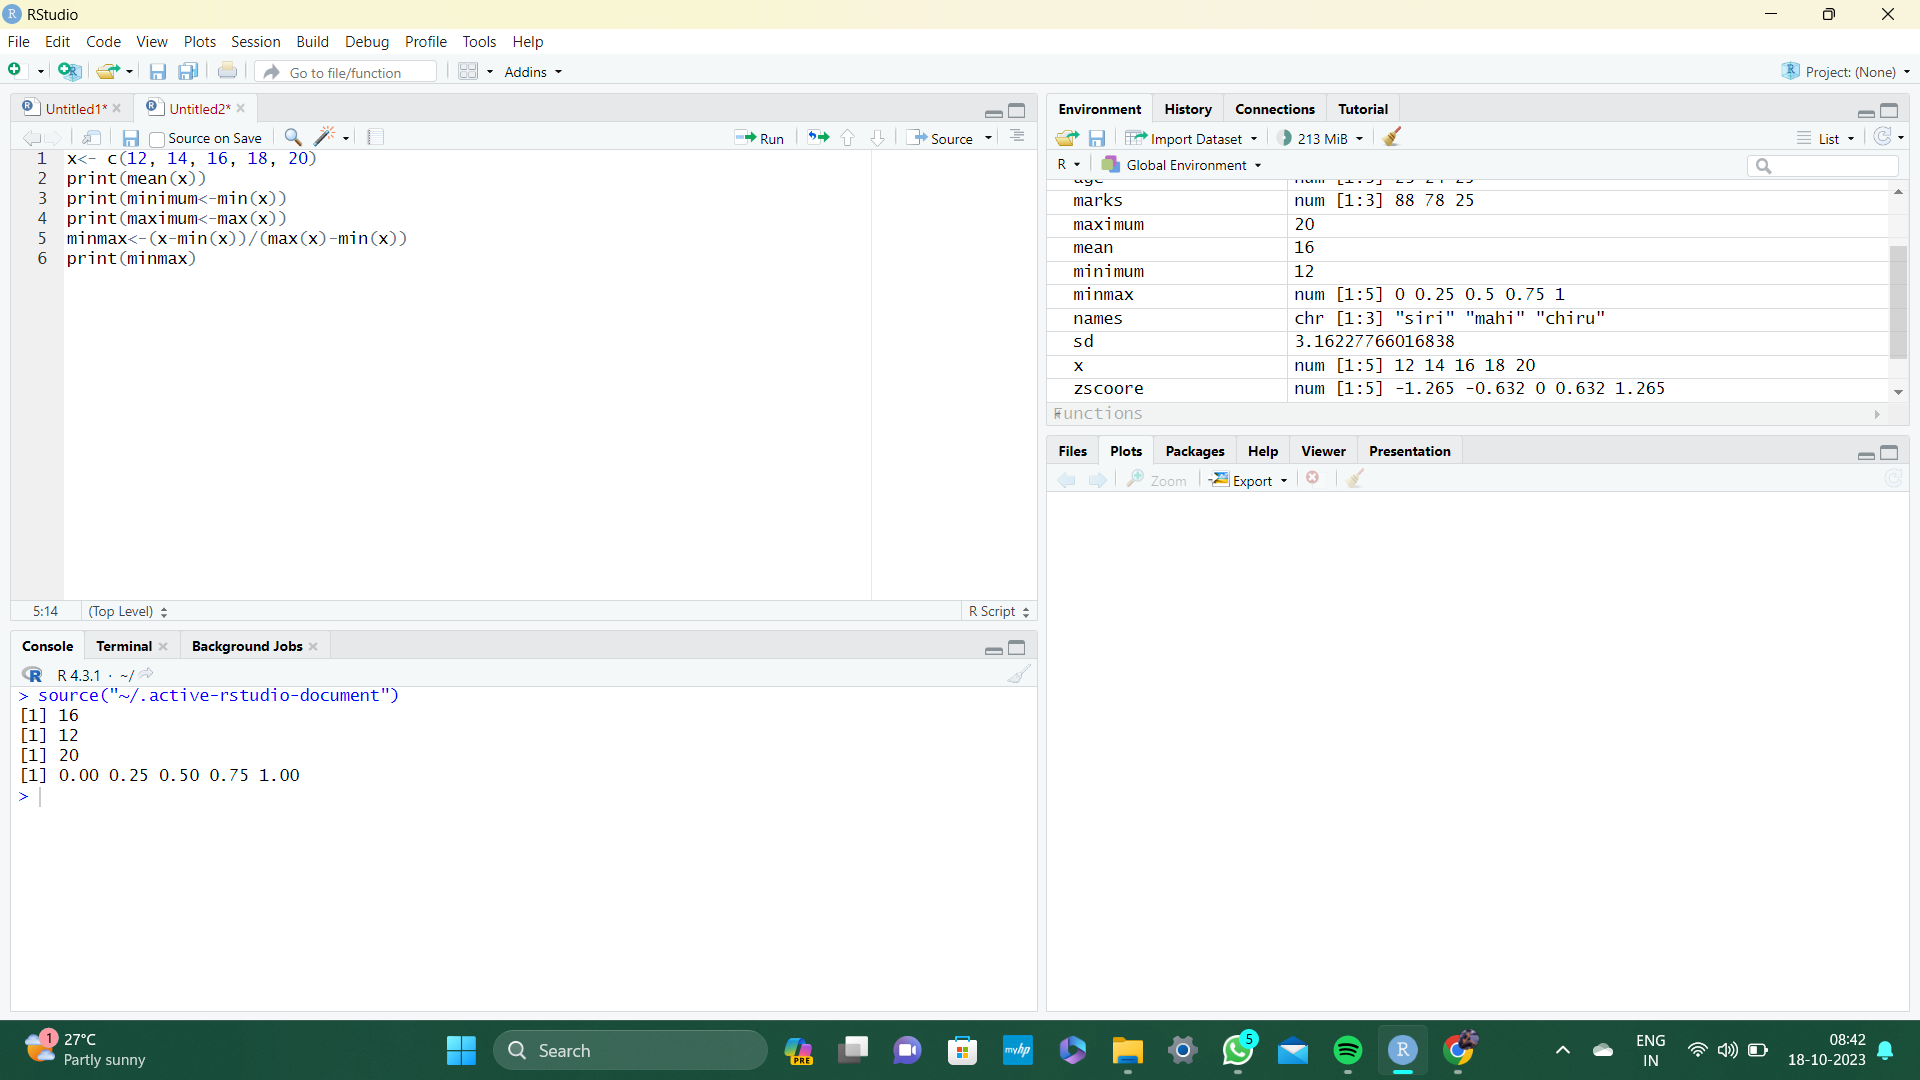 RStudio
File Edit Code View Plots Session Build Debug Profile Tools Help
Go to file/function Addins Project: (None)
Untitled1* Untitled2*
Source on Save Run Source
1 x<- c(12, 14, 16, 18, 20)
2 print(mean(x))
3 print(minimum<-min(x))
4 print(maximum<-max(x))
5 minmax<-(x-min(x))/(max(x)-min(x))
6 print(minmax)
5:14 (Top Level) R Script
Console Terminal Background Jobs
R 4.3.1 · ~/
> source("~/.active-rstudio-document")
[1] 16
[1] 12
[1] 20
[1] 0.00 0.25 0.50 0.75 1.00
>
Environment History Connections Tutorial
Import Dataset 213 MiB List
R Global Environment
marks num [1:3] 88 78 25
maximum 20
mean 16
minimum 12
minmax num [1:5] 0 0.25 0.5 0.75 1
names chr [1:3] "siri" "mahi" "chiru"
sd 3.16227766016838
x num [1:5] 12 14 16 18 20
zscoore num [1:5] -1.265 -0.632 0 0.632 1.265
Functions
Files Plots Packages Help Viewer Presentation
Zoom Export
1 27°C
Partly sunny
Search
PRE
myhp
5
R
ENG
IN
08:42
18-10-2023